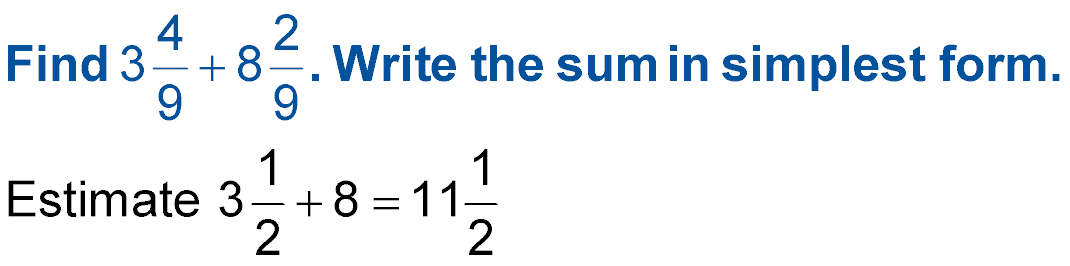 Find 3 4/9 + 8 2/9. Write the sum in simplest form.
Estimate 3 1/2 + 8 = 11 1/2